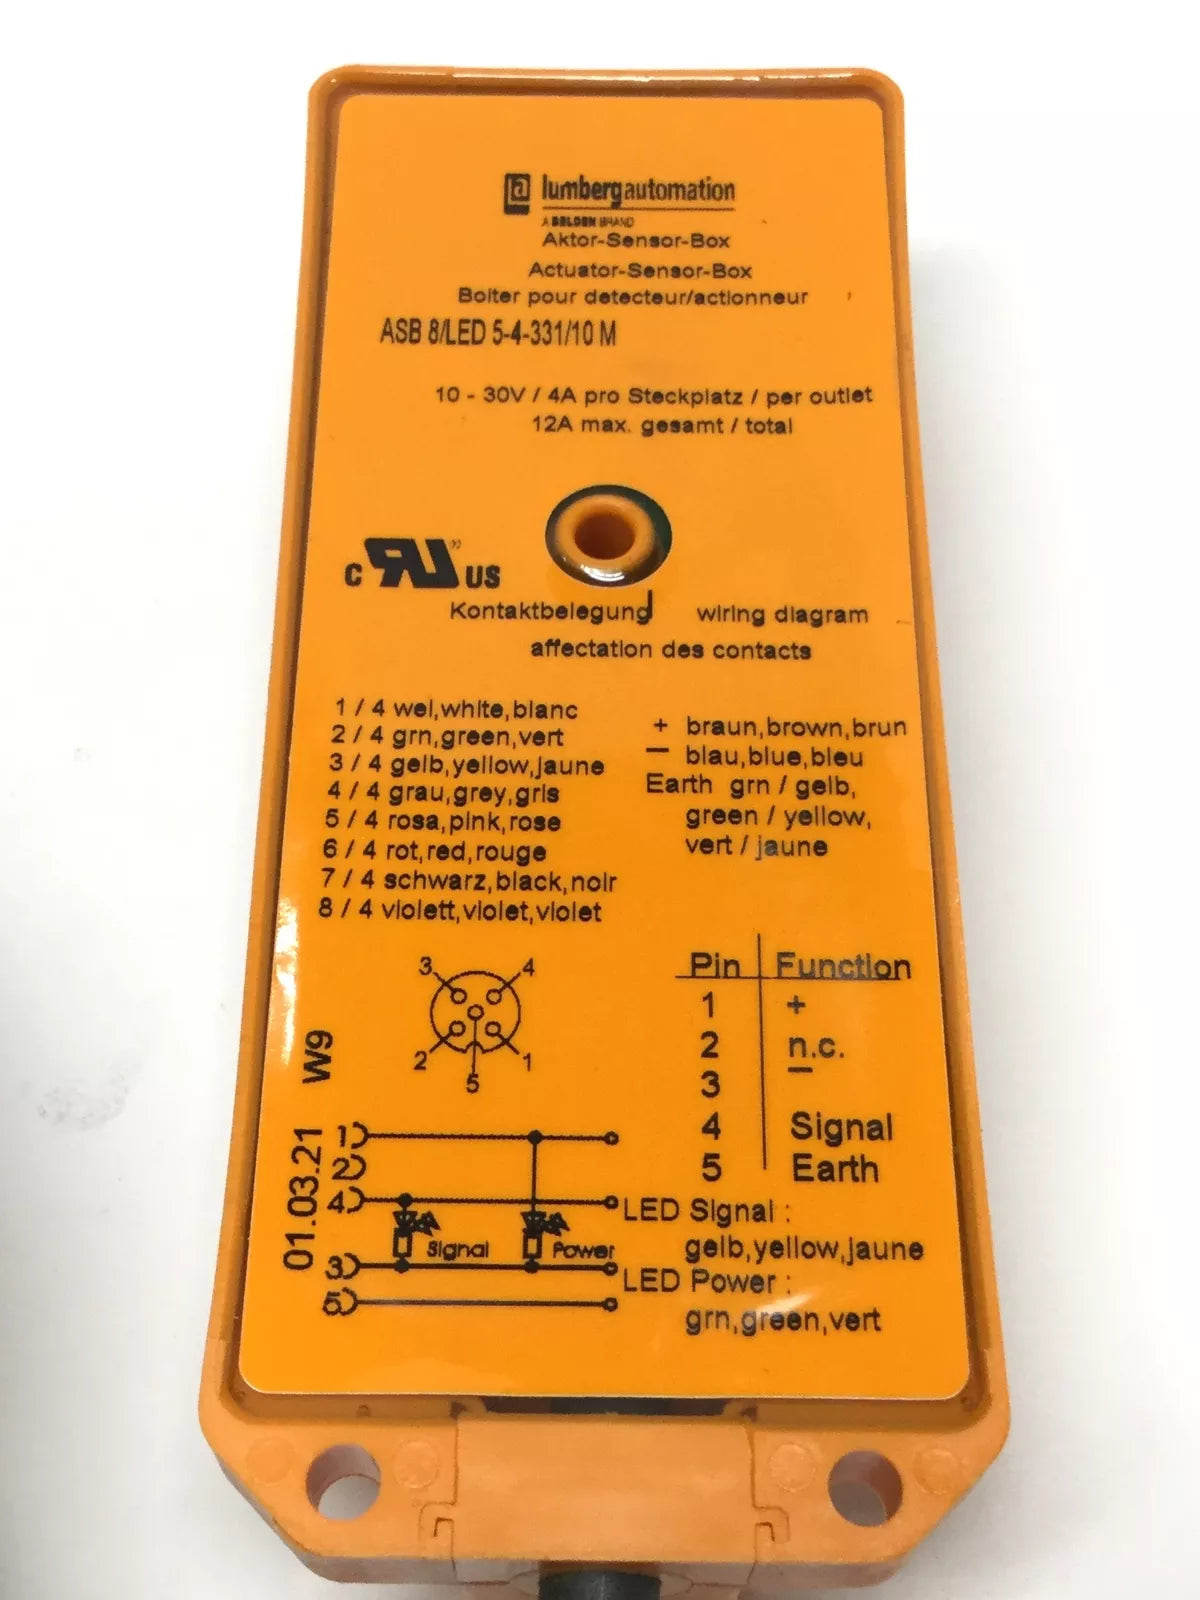 @ lumbergautomation
A BELDEN BRAND
Aktor-Sensor-Box
Actuator-Sensor-Box
Boiter pour detecteur/actionneur
ASB 8/LED 5-4-331/10 M
10 - 30V / 4A pro Steckplatz / per outlet
12A max. gesamt / total
c RU ® US
Kontaktbelegung wiring diagram
affectation des contacts
1 / 4 wei,white,blanc
2 / 4 grn,green,vert
3 / 4 gelb,yellow,jaune
4 / 4 grau,grey,gris
5 / 4 rosa,pink,rose
6 / 4 rot,red,rouge
7 / 4 schwarz,black,noir
8 / 4 violett,violet,violet
+ braun,brown,brun
− blau,blue,bleu
Earth grn / gelb,
green / yellow,
vert / jaune
3 4
2 1
5
Pin Function
1 +
2 n.c.
3 −
4 Signal
5 Earth
01.03.21 W9
1
2
4
Signal Power
3
5
LED Signal :
gelb,yellow,jaune
LED Power :
grn,green,vert